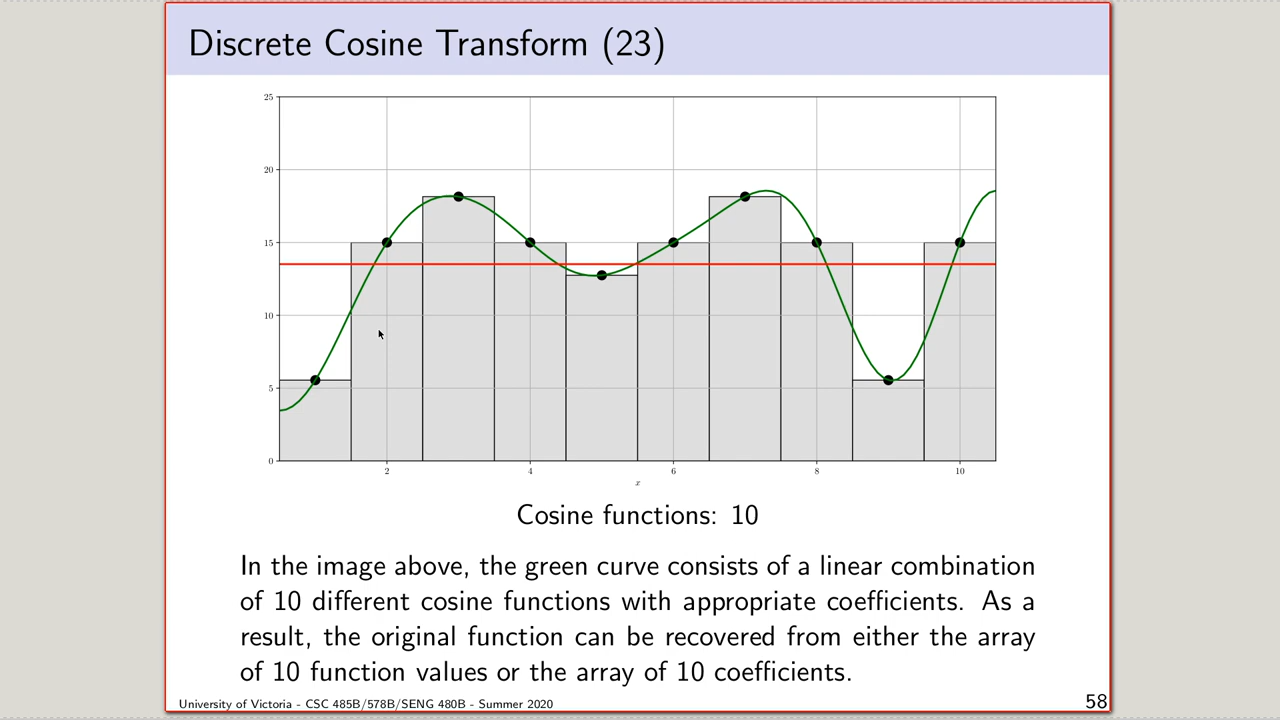 Discrete Cosine Transform (23)
25
20
15
10
5
0
2 4 6 8 10
x
Cosine functions: 10
In the image above, the green curve consists of a linear combination
of 10 different cosine functions with appropriate coefficients. As a
result, the original function can be recovered from either the array
of 10 function values or the array of 10 coefficients.
University of Victoria - CSC 485B/578B/SENG 480B - Summer 2020
58